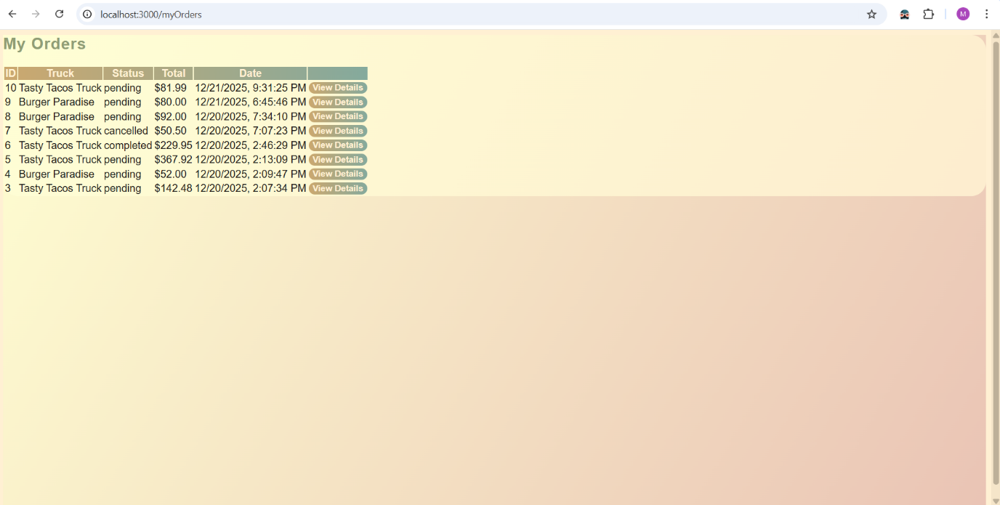 localhost:3000/myOrders
M
My Orders
ID Truck Status Total Date
10 Tasty Tacos Truck pending $81.99 12/21/2025, 9:31:25 PM View Details
9 Burger Paradise pending $80.00 12/21/2025, 6:45:46 PM View Details
8 Burger Paradise pending $92.00 12/20/2025, 7:34:10 PM View Details
7 Tasty Tacos Truck cancelled $50.50 12/20/2025, 7:07:23 PM View Details
6 Tasty Tacos Truck completed $229.95 12/20/2025, 2:46:29 PM View Details
5 Tasty Tacos Truck pending $367.92 12/20/2025, 2:13:09 PM View Details
4 Burger Paradise pending $52.00 12/20/2025, 2:09:47 PM View Details
3 Tasty Tacos Truck pending $142.48 12/20/2025, 2:07:34 PM View Details